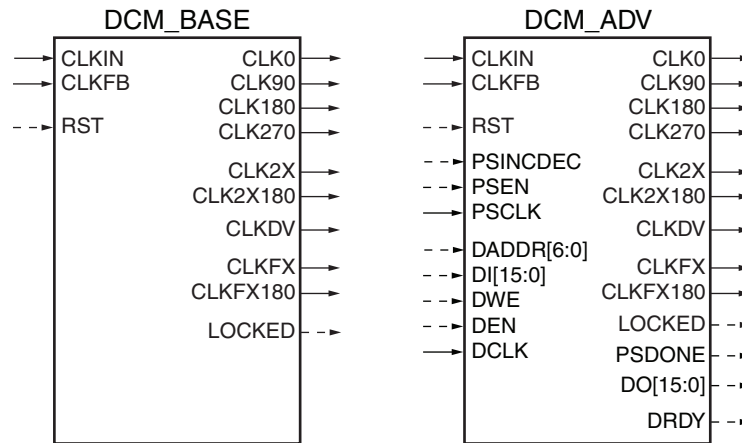 DCM_BASE
CLKIN
CLKFB
RST
CLK0
CLK90
CLK180
CLK270
CLK2X
CLK2X180
CLKDV
CLKFX
CLKFX180
LOCKED
DCM_ADV
CLKIN
CLKFB
RST
PSINCDEC
PSEN
PSCLK
DADDR[6:0]
DI[15:0]
DWE
DEN
DCLK
CLK0
CLK90
CLK180
CLK270
CLK2X
CLK2X180
CLKDV
CLKFX
CLKFX180
LOCKED
PSDONE
DO[15:0]
DRDY